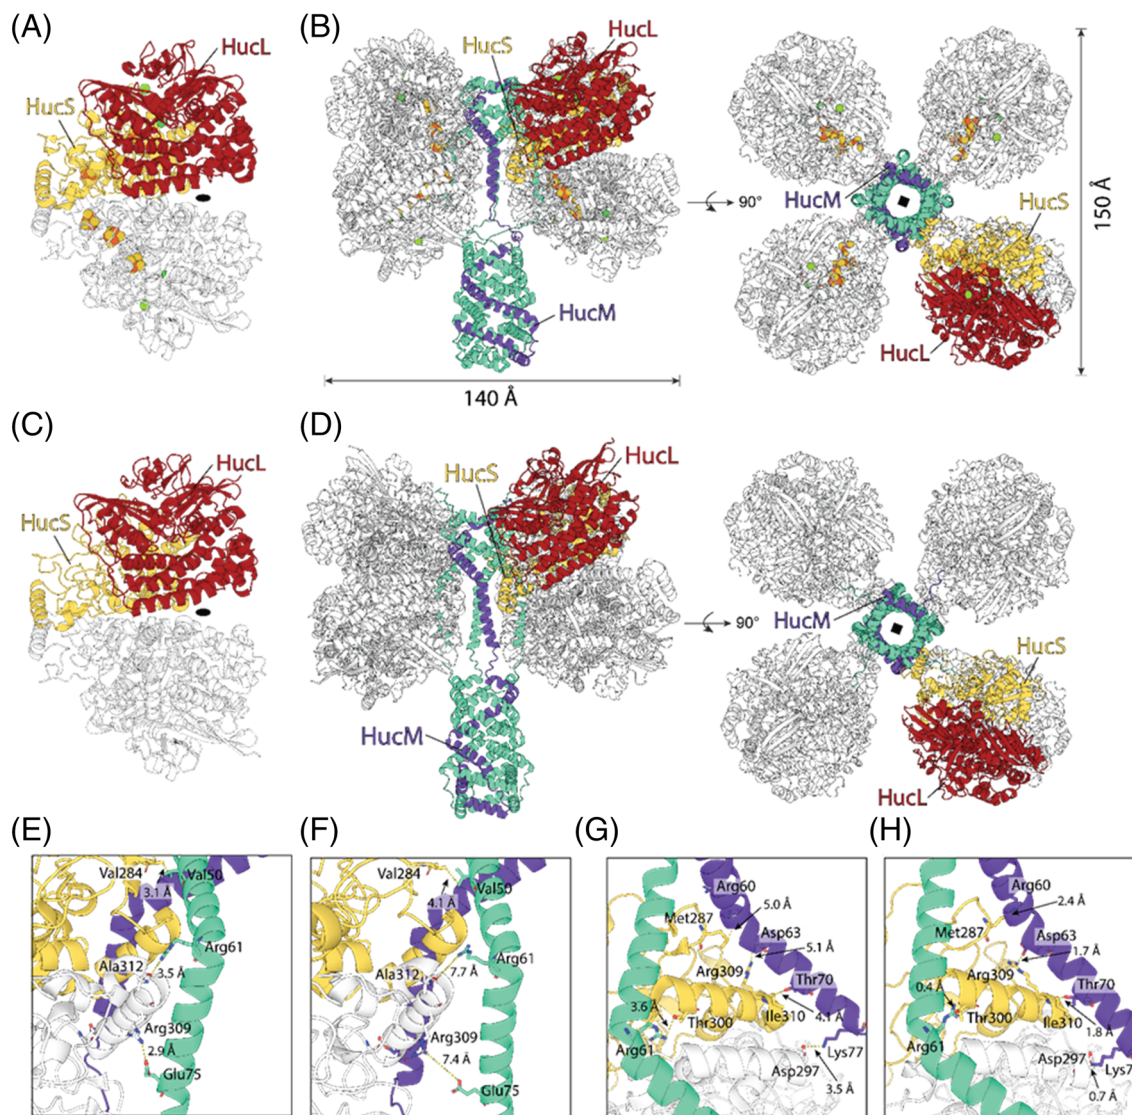 (A)
HucL
HucS
(B)
HucS
HucL
HucM
140 Å
90°
HucM
HucS
HucL
150 Å
(C)
HucL
HucS
(D)
HucS
HucL
HucM
90°
HucM
HucS
HucL
(E)
Val284
Val50
3.1 Å
Arg61
Ala312
3.5 Å
Arg309
2.9 Å
Glu75
(F)
Val284
Val50
4.1 Å
Arg61
Ala312
7.7 Å
Arg309
7.4 Å
Glu75
(G)
Arg60
Met287
5.0 Å
Asp63
5.1 Å
Arg309
Thr70
3.6 Å
Thr300
Ile310
4.1 Å
Arg61
Lys77
Asp297
3.5 Å
(H)
Arg60
2.4 Å
Met287
Asp63
1.7 Å
Arg309
Thr70
0.4 Å
Thr300
Ile310
1.8 Å
Arg61
Asp297
Lys7
0.7 Å